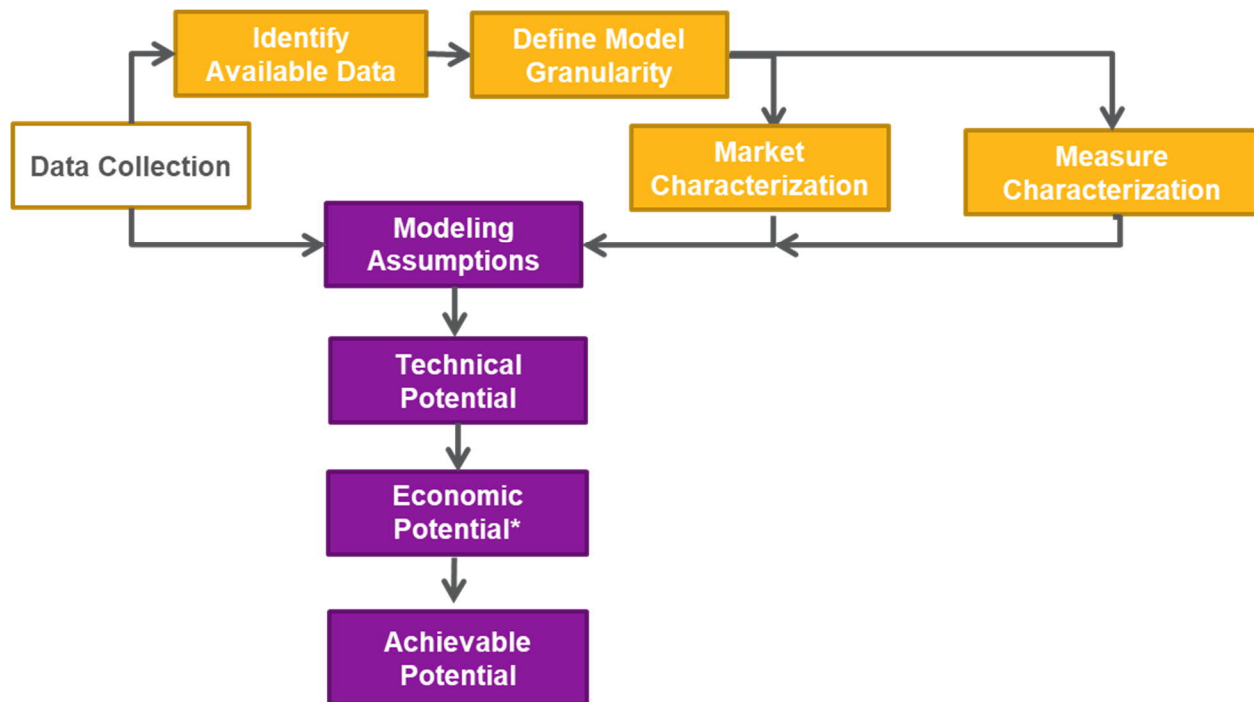 Identify
Available Data
Define Model
Granularity
Data Collection
Market
Characterization
Measure
Characterization
Modeling
Assumptions
Technical
Potential
Economic
Potential*
Achievable
Potential